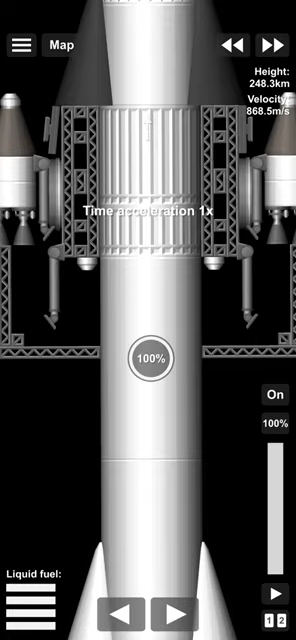 Map
Height:
248.3km
Velocity:
868.5m/s
Time acceleration 1x
100%
On
100%
Liquid fuel:
1 2